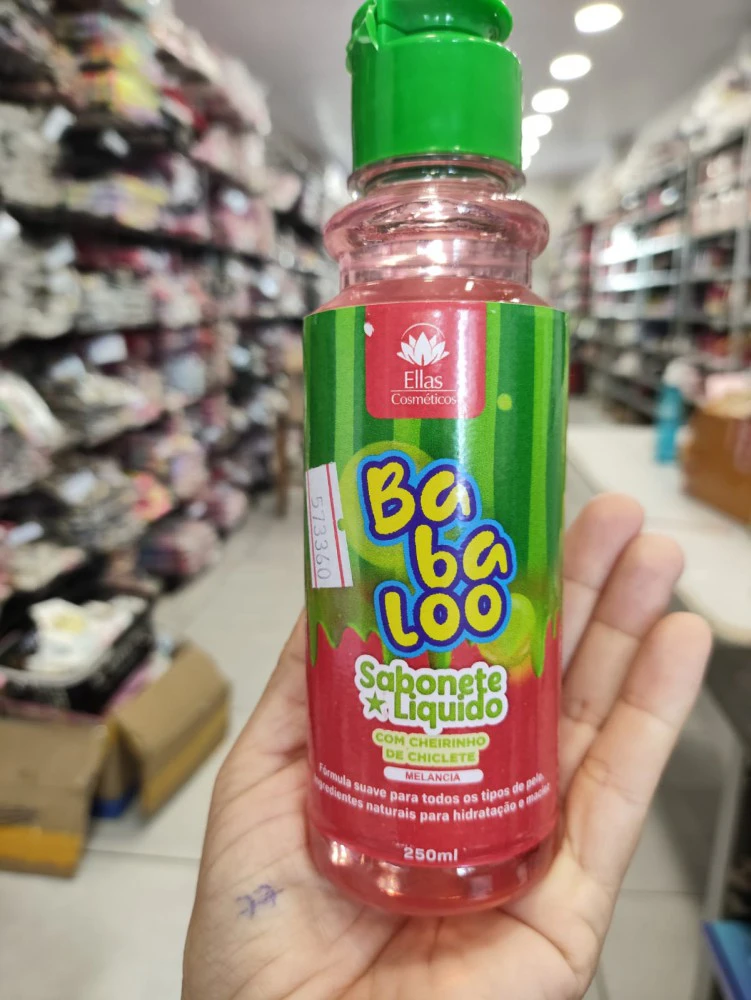 Ellas
Cosméticos
Ba
ba
Loo
573360
Sabonete
Líquido
COM CHEIRINHO
DE CHICLETE
MELANCIA
Fórmula suave para todos os tipos de pele,
ingredientes naturais para hidratação e maciez
250ml